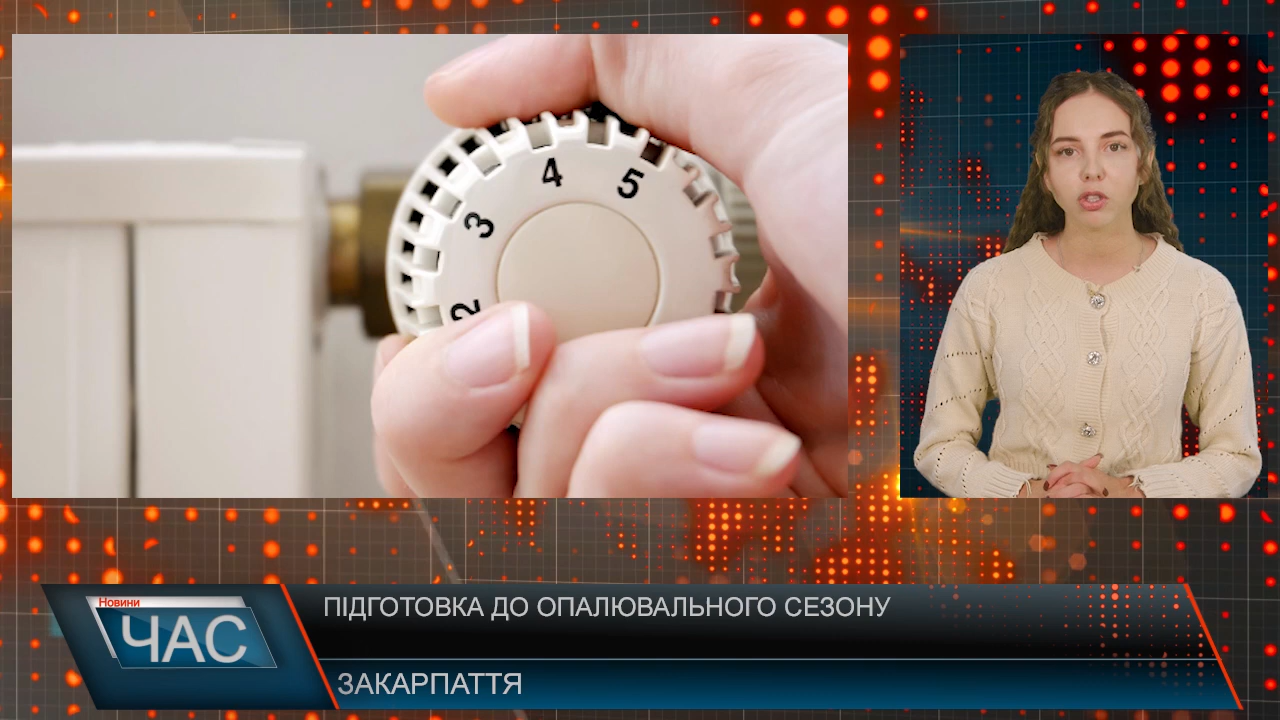 4
5
3
2
Новини
ЧАС
ПІДГОТОВКА ДО ОПАЛЮВАЛЬНОГО СЕЗОНУ
ЗАКАРПАТТЯ